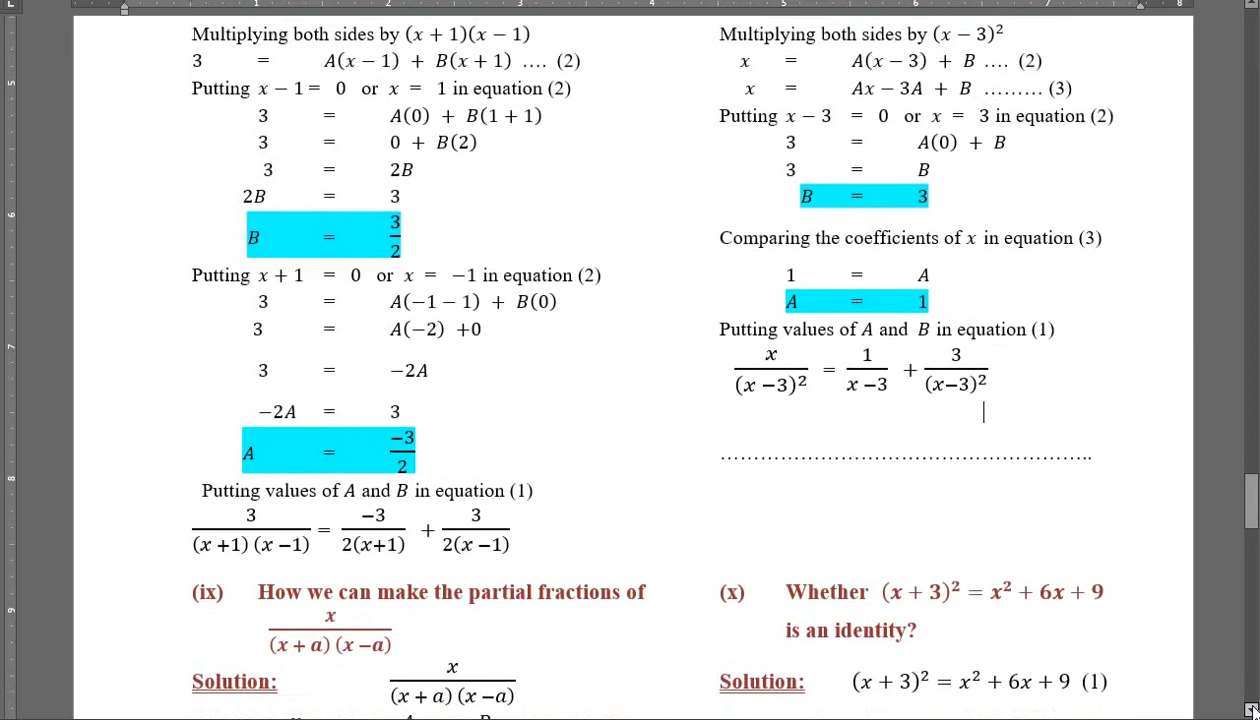 Multiplying both sides by (x + 1)(x − 1)
3 = A(x − 1) + B(x + 1) .... (2)
Putting x − 1 = 0 or x = 1 in equation (2)
3 = A(0) + B(1 + 1)
3 = 0 + B(2)
3 = 2B
2B = 3
B = 3/2
Putting x + 1 = 0 or x = −1 in equation (2)
3 = A(−1 − 1) + B(0)
3 = A(−2) +0
3 = −2A
−2A = 3
A = −3/2
Putting values of A and B in equation (1)
3/((x +1) (x −1)) = −3/(2(x+1)) + 3/(2(x −1))
(ix) How we can make the partial fractions of
x/((x + a) (x −a))
Solution: x/((x + a) (x −a))
Multiplying both sides by (x − 3)²
x = A(x − 3) + B .... (2)
x = Ax − 3A + B ......... (3)
Putting x − 3 = 0 or x = 3 in equation (2)
3 = A(0) + B
3 = B
B = 3
Comparing the coefficients of x in equation (3)
1 = A
A = 1
Putting values of A and B in equation (1)
x/(x −3)² = 1/(x −3) + 3/(x−3)²
(x) Whether (x + 3)² = x² + 6x + 9
is an identity?
Solution: (x + 3)² = x² + 6x + 9 (1)